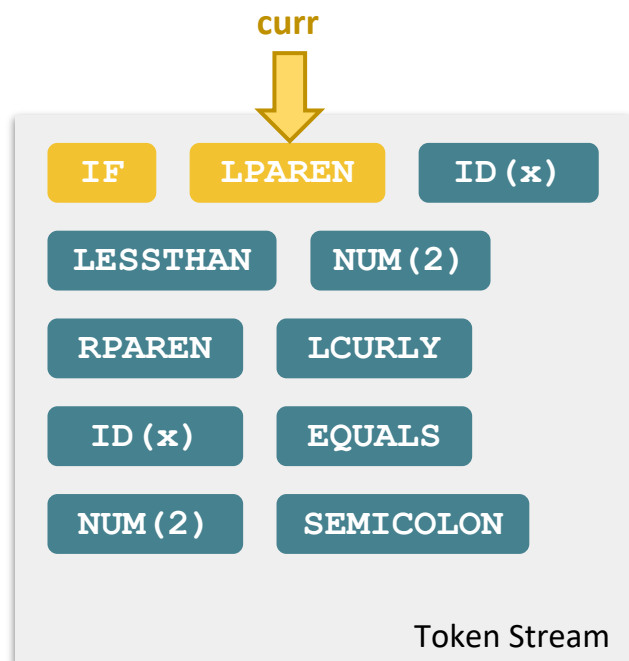 curr
IF LPAREN ID(x)
LESSTHAN NUM(2)
RPAREN LCURLY
ID(x) EQUALS
NUM(2) SEMICOLON
Token Stream